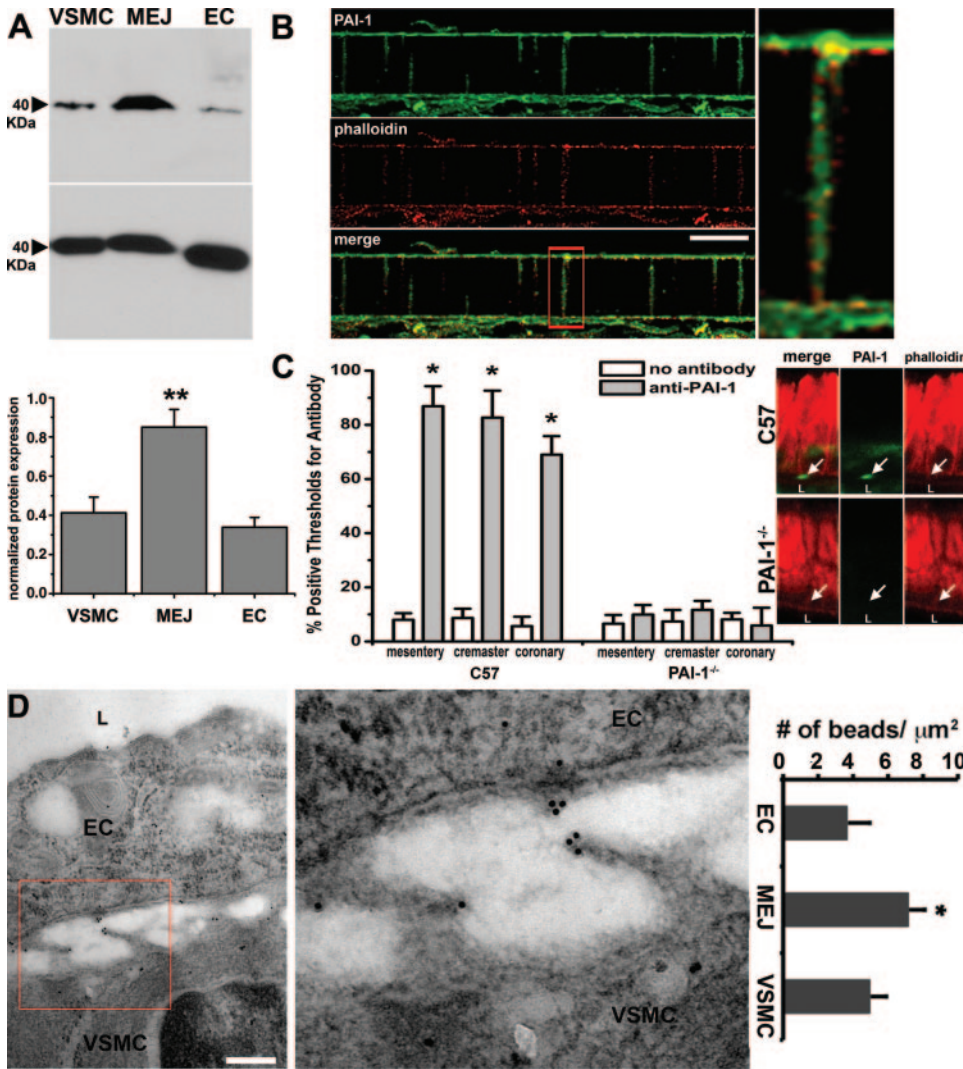 A
VSMC MEJ EC
40
KDa
40
KDa
normalized protein expression
1.0
0.8
0.6
0.4
0.2
0.0
**
VSMC MEJ EC
B
PAI-1
phalloidin
merge
C
% Positive Thresholds for Antibody
100
80
60
40
20
0
no antibody
anti-PAI-1
* * *
mesentery cremaster coronary mesentery cremaster coronary
C57 PAI-1-/-
merge PAI-1 phalloidin
C57
L L L
PAI-1-/-
L L L
D
L
EC
VSMC
EC
VSMC
# of beads/ μm²
0 2 4 6 8 10
EC
MEJ
*
VSMC